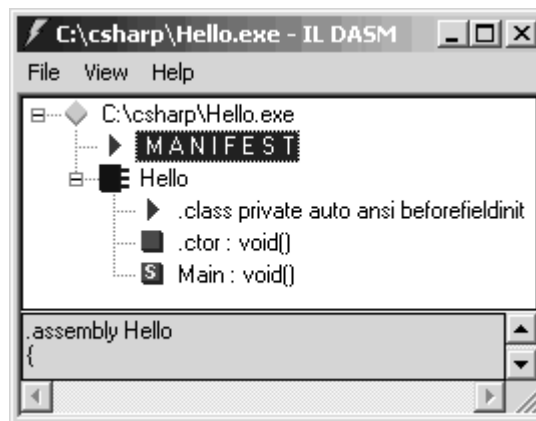 C:\csharp\Hello.exe - IL DASM
File View Help
C:\csharp\Hello.exe
MANIFEST
Hello
.class private auto ansi beforefieldinit
.ctor : void()
S Main : void()
.assembly Hello
{